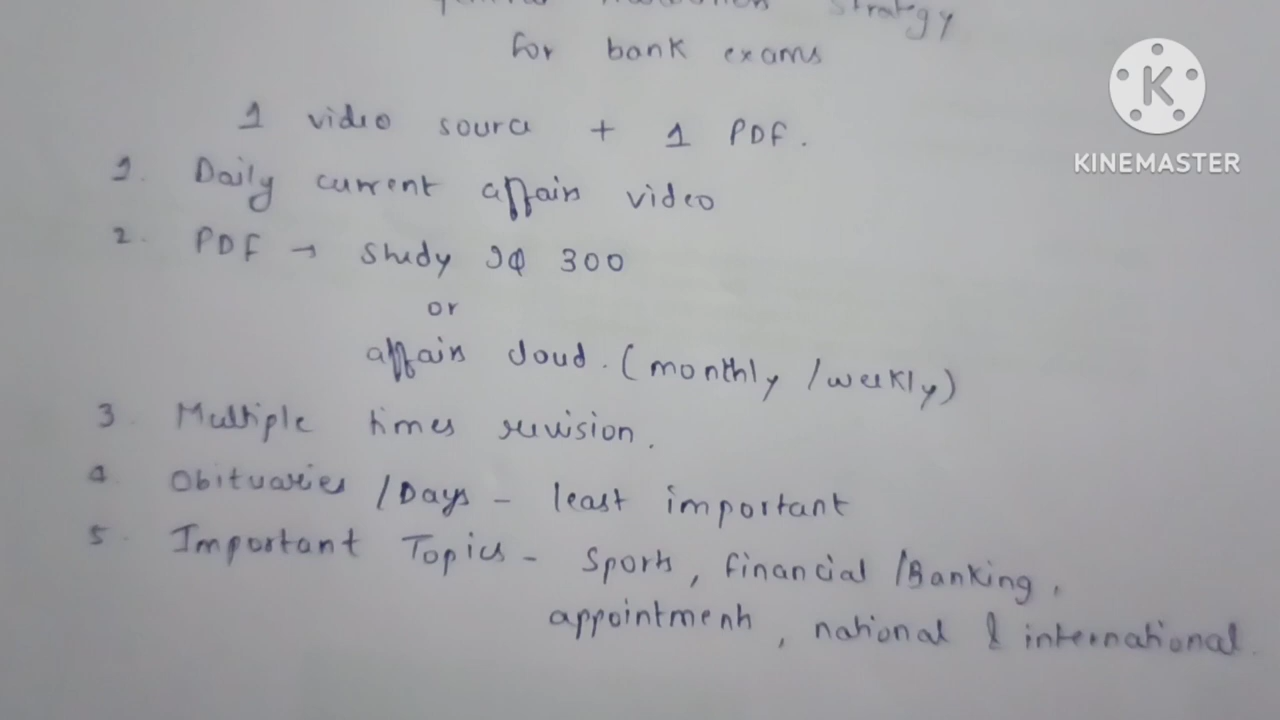 strategy
for bank exams
1 video source + 1 PDF.
1. Daily current affairs video
2. PDF → Study IQ 300
or
affairs cloud. (monthly / weekly)
3. Multiple times revision.
4. Obituaries / Days - least important
5. Important Topics - Sports, financial / Banking,
appointments, national & international.
K
KINEMASTER